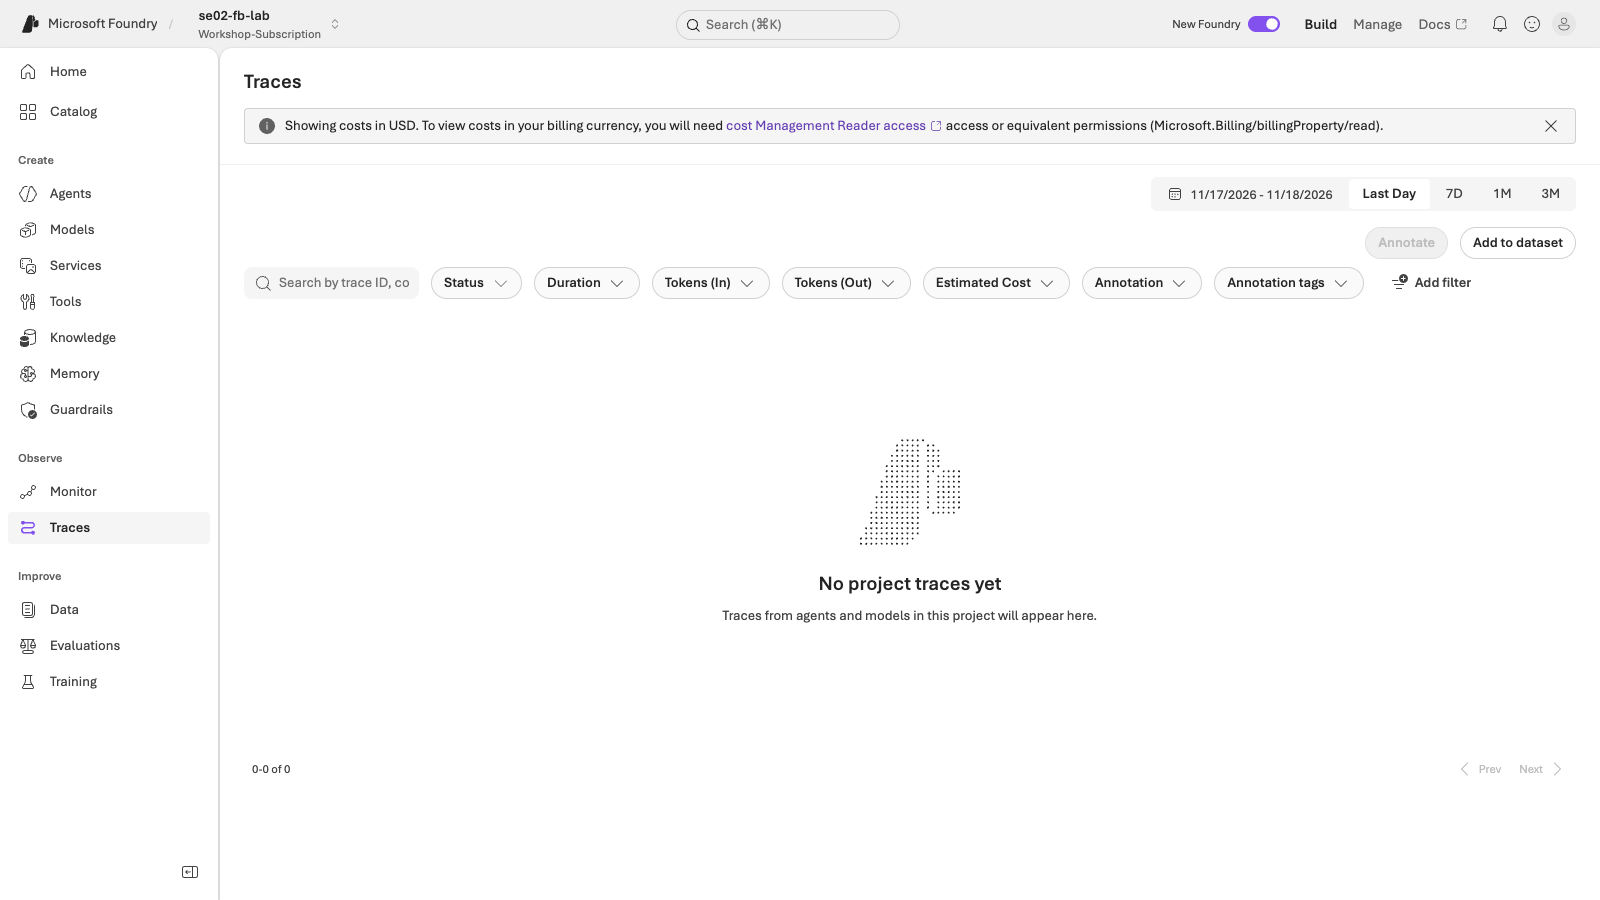 Microsoft Foundry / se02-fb-lab
Workshop-Subscription
Search (⌘K)
New Foundry
Build
Manage
Docs
Home
Catalog
Create
Agents
Models
Services
Tools
Knowledge
Memory
Guardrails
Observe
Monitor
Traces
Improve
Data
Evaluations
Training
Traces
Showing costs in USD. To view costs in your billing currency, you will need cost Management Reader access access or equivalent permissions (Microsoft.Billing/billingProperty/read).
11/17/2026 - 11/18/2026
Last Day
7D
1M
3M
Annotate
Add to dataset
Search by trace ID, co
Status
Duration
Tokens (In)
Tokens (Out)
Estimated Cost
Annotation
Annotation tags
Add filter
No project traces yet
Traces from agents and models in this project will appear here.
0-0 of 0
Prev
Next